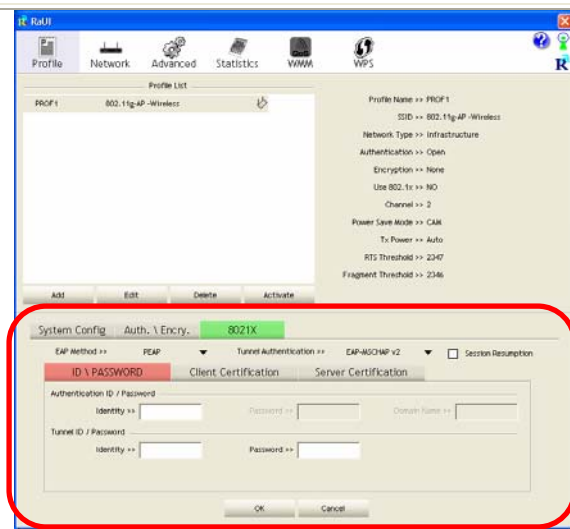 RaUI
Profile Network Advanced Statistics WMM WPS
QoS
R
Profile List
PROF1 802.11g-AP -Wireless
Profile Name >> PROF1
SSID >> 802.11g-AP -Wireless
Network Type >> Infrastructure
Authentication >> Open
Encryption >> None
Use 802.1x >> NO
Channel >> 2
Power Save Mode >> CAM
Tx Power >> Auto
RTS Threshold >> 2347
Fragment Threshold >> 2346
Add Edit Delete Activate
System Config Auth. \ Encry. 8021X
EAP Method >> PEAP Tunnel Authentication >> EAP-MSCHAP v2 Session Resumption
ID \ PASSWORD Client Certification Server Certification
Authentication ID / Password
Identity >> Password >> Domain Name >>
Tunnel ID / Password
Identity >> Password >>
OK Cancel